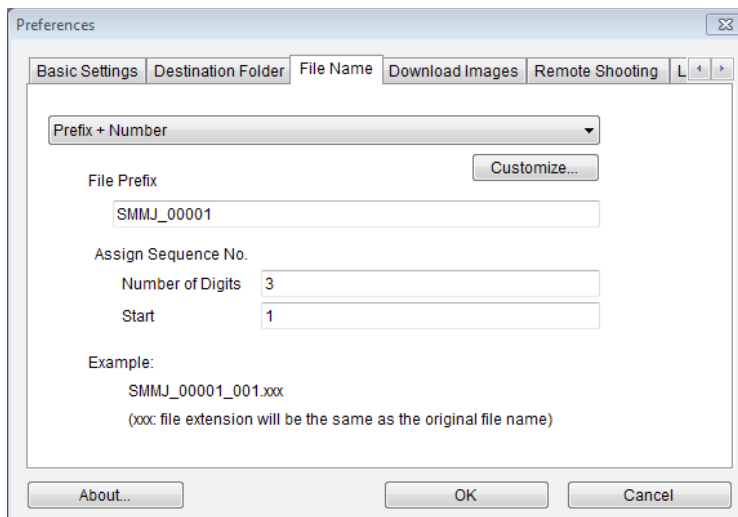 Preferences
Basic Settings Destination Folder File Name Download Images Remote Shooting L
Prefix + Number
Customize...
File Prefix
SMMJ_00001
Assign Sequence No.
Number of Digits 3
Start 1
Example:
SMMJ_00001_001.xxx
(xxx: file extension will be the same as the original file name)
About... OK Cancel